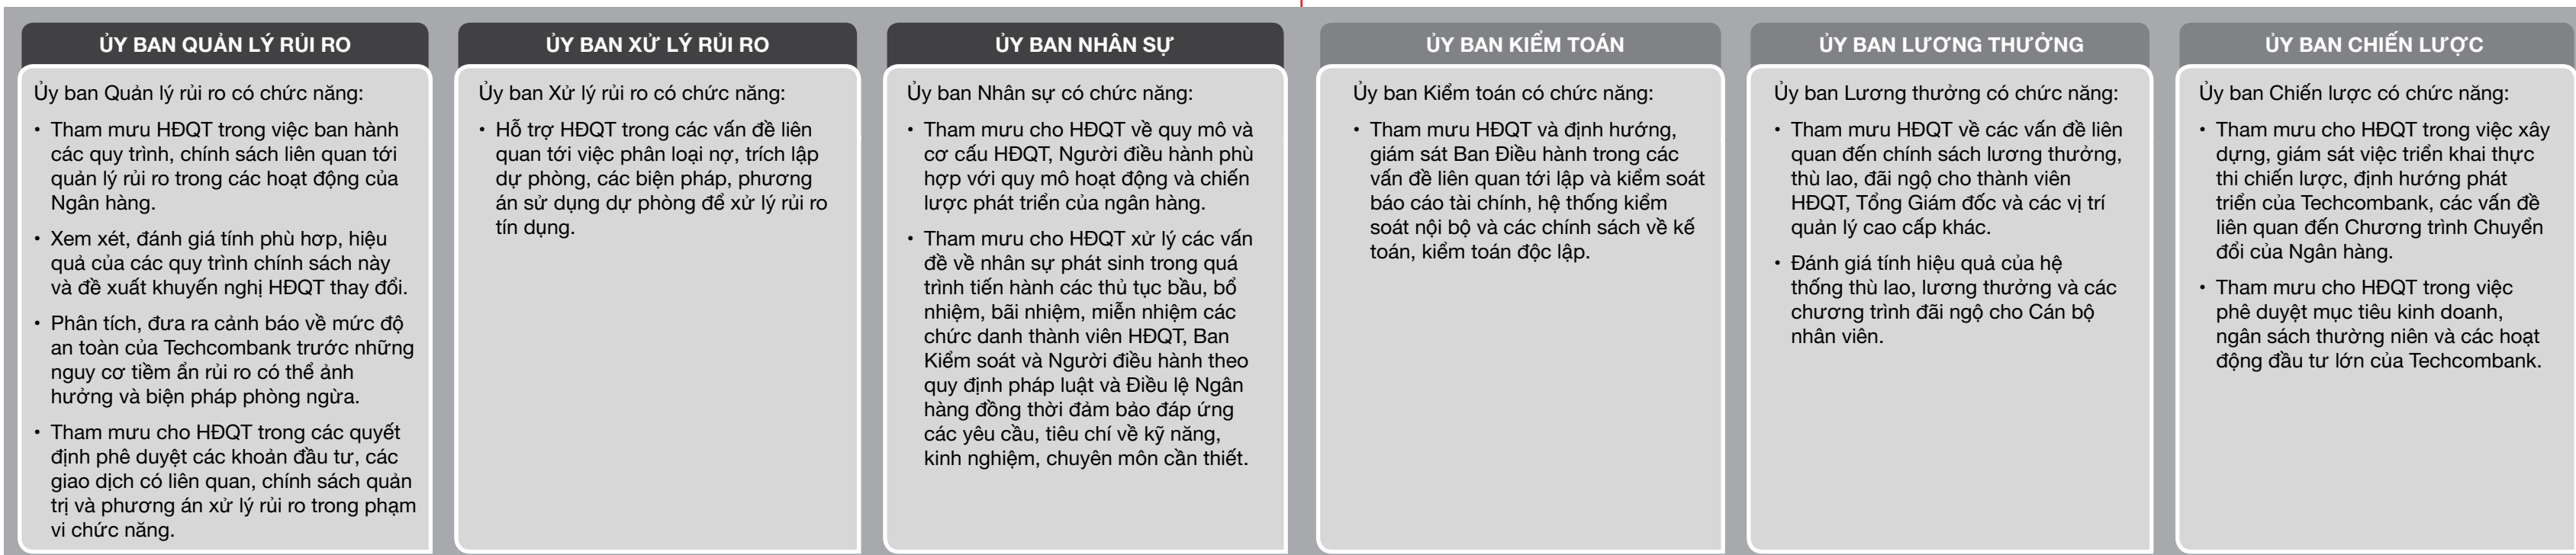 ỦY BAN QUẢN LÝ RỦI RO
Ủy ban Quản lý rủi ro có chức năng:
• Tham mưu HĐQT trong việc ban hành
các quy trình, chính sách liên quan tới
quản lý rủi ro trong các hoạt động của
Ngân hàng.
• Xem xét, đánh giá tính phù hơp, hiệu
quả của các quy trình chính sách này
và đề xuất khuyến nghị HĐQT thay đổi.
• Phân tích, đưa ra cảnh báo về mức độ
an toàn của Techcombank trước những
nguy cơ tiềm ẩn rủi ro có thể ảnh
hưởng và biện pháp phòng ngừa.
• Tham mưu cho HĐQT trong các quyết
định phê duyệt các khoản đầu tư, các
giao dịch có liên quan, chính sách quản
trị và phương án xử lý rủi ro trong phạm
vi chức năng.
ỦY BAN XỬ LÝ RỦI RO
Ủy ban Xử lý rủi ro có chức năng:
• Hỗ trợ HĐQT trong các vấn đề liên
quan tới việc phân loại nợ, trích lập
dự phòng, các biện pháp, phương
án sử dụng dự phòng để xử lý rủi ro
tín dụng.
ỦY BAN NHÂN SỰ
Ủy ban Nhân sự có chức năng:
• Tham mưu cho HĐQT về quy mô và
cơ cấu HĐQT, Người điều hành phù
hợp với quy mô hoạt động và chiến
lược phát triển của ngân hàng.
• Tham mưu cho HĐQT xử lý các vấn
đề về nhân sự phát sinh trong quá
trình tiến hành các thủ tục bầu, bổ
nhiệm, bãi nhiệm, miễn nhiệm các
chức danh thành viên HĐQT, Ban
Kiểm soát và Người điều hành theo
quy định pháp luật và Điều lệ Ngân
hàng đồng thời đảm bảo đáp ứng
các yêu cầu, tiêu chí về kỹ năng,
kinh nghiệm, chuyên môn cần thiết.
ỦY BAN KIỂM TOÁN
Ủy ban Kiểm toán có chức năng:
• Tham mưu HĐQT và định hướng,
giám sát Ban Điều hành trong các
vấn đề liên quan tới lập và kiểm soát
báo cáo tài chính, hệ thống kiểm
soát nội bộ và các chính sách về kế
toán, kiểm toán độc lập.
ỦY BAN LƯƠNG THƯỞNG
Ủy ban Lương thưởng có chức năng:
• Tham mưu HĐQT về các vấn đề liên
quan đến chính sách lương thưởng,
thù lao, đãi ngộ cho thành viên
HĐQT, Tổng Giám đốc và các vị trí
quản lý cao cấp khác.
• Đánh giá tính hiệu quả của hệ
thống thù lao, lương thưởng và các
chương trình đãi ngộ cho Cán bộ
nhân viên.
ỦY BAN CHIẾN LƯỢC
Ủy ban Chiến lược có chức năng:
• Tham mưu cho HĐQT trong việc xây
dựng, giám sát việc triển khai thực
thi chiến lược, định hướng phát
triển của Techcombank, các vấn đề
liên quan đến Chương trình Chuyển
đổi của Ngân hàng.
• Tham mưu cho HĐQT trong việc
phê duyệt mục tiêu kinh doanh,
ngân sách thường niên và các hoạt
động đầu tư lớn của Techcombank.